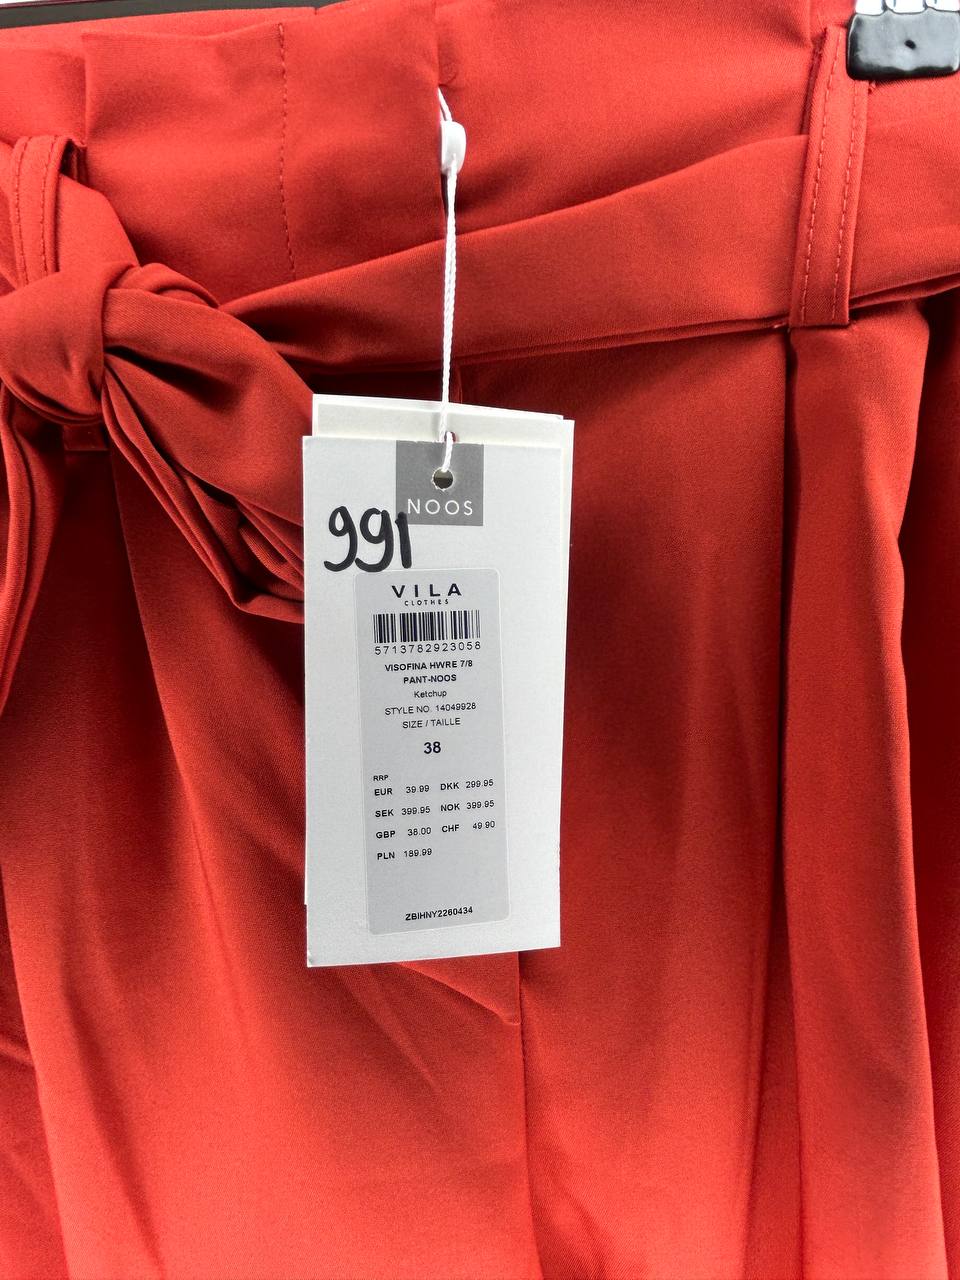 NOOS
991
VILA
CLOTHES
5713782923058
VISOFINA HWRE 7/8
PANT-NOOS
Ketchup
STYLE NO. 14049928
SIZE / TAILLE
38
RRP
EUR 39.99 DKK 299.95
SEK 399.95 NOK 399.95
GBP 38.00 CHF 49.90
PLN 189.99
ZBIHNY2260434